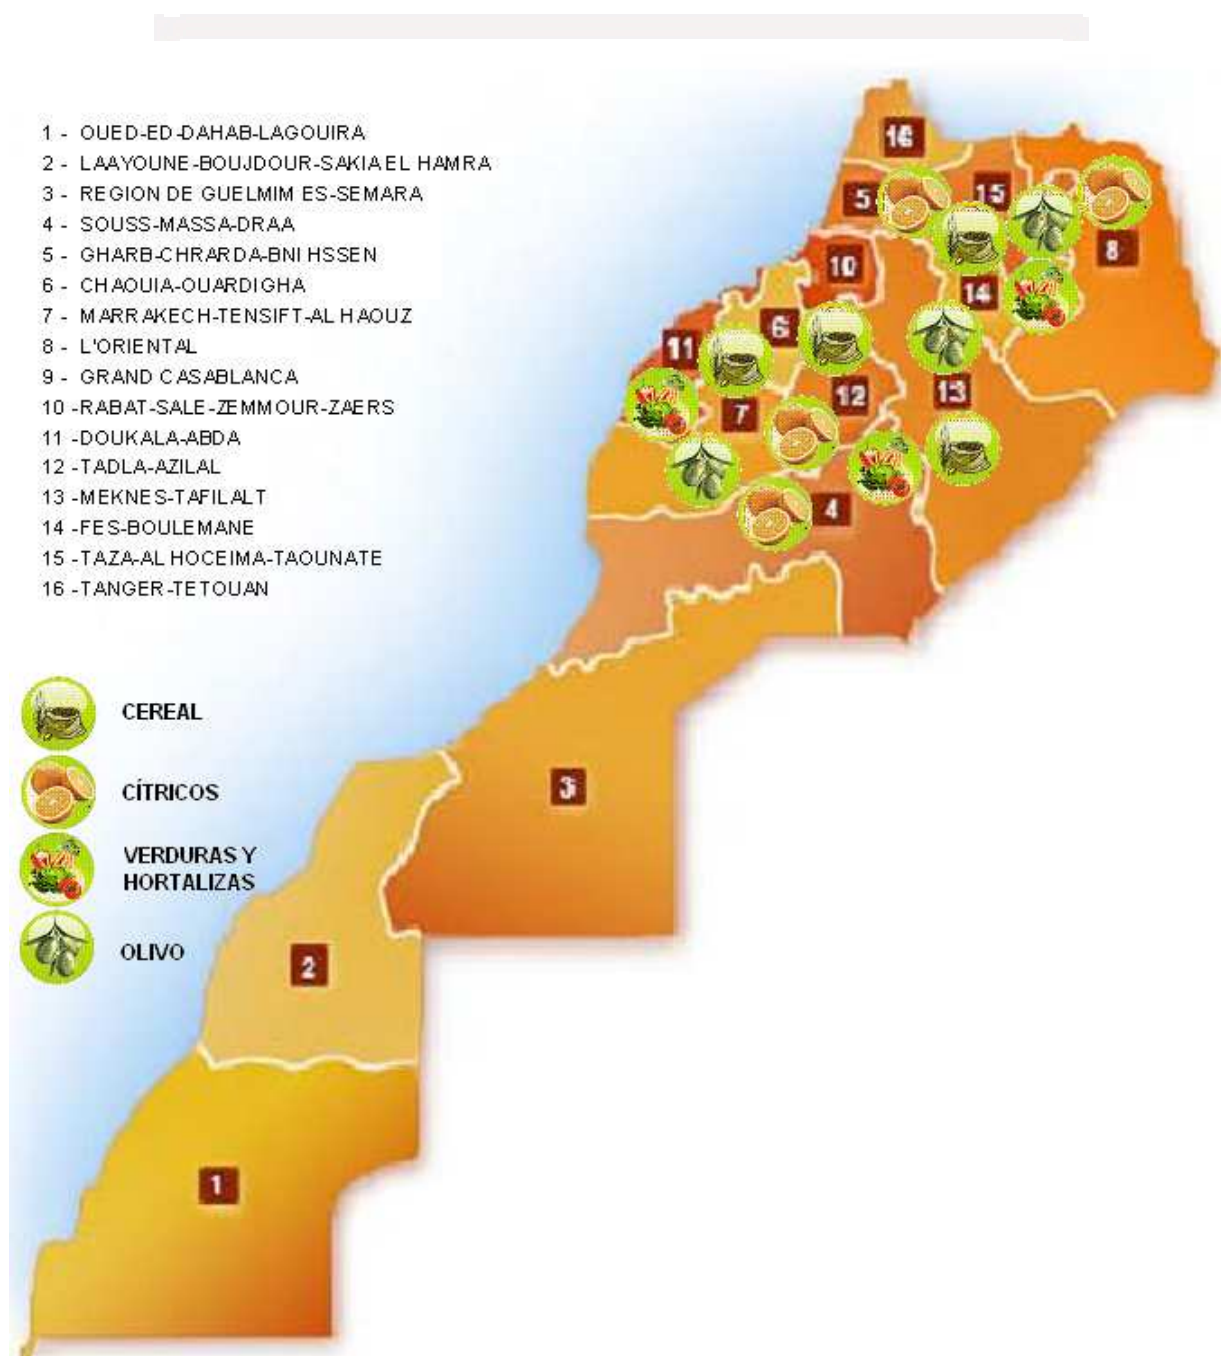 1 - OUED-ED-DAHAB-LAGOUIRA
2 - LAAYOUNE-BOUJDOUR-SAKIA EL HAMRA
3 - REGION DE GUELMIM ES-SEMARA
4 - SOUSS-MASSA-DRAA
5 - GHARB-CHRARDA-BNI HSSEN
6 - CHAOUIA-OUARDIGHA
7 - MARRAKECH-TENSIFT-AL HAOUZ
8 - L'ORIENTAL
9 - GRAND CASABLANCA
10 -RABAT-SALE-ZEMMOUR-ZAERS
11 -DOUKALA-ABDA
12 -TADLA-AZILAL
13 -MEKNES-TAFILALT
14 -FES-BOULEMANE
15 -TAZA-AL HOCEIMA-TAOUNATE
16 -TANGER-TETOUAN
16
15
5
8
10
14
6
11
13
12
7
4
CEREAL
CÍTRICOS
3
VERDURAS Y
HORTALIZAS
OLIVO
2
1